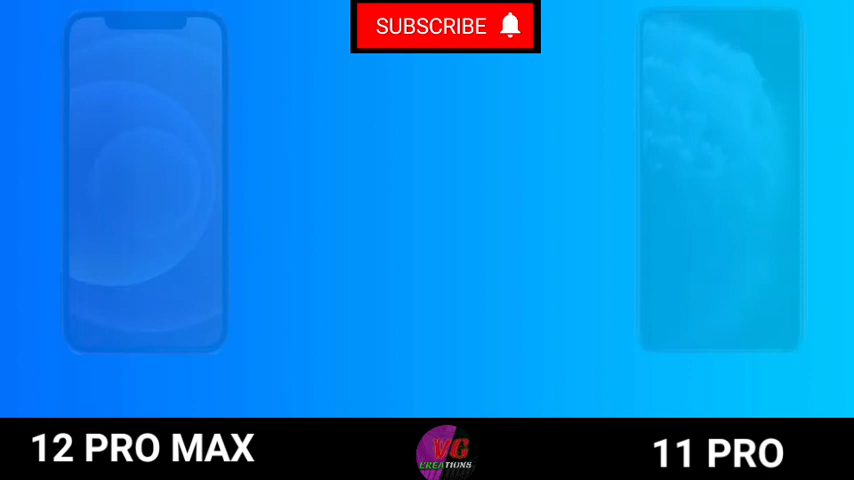 SUBSCRIBE
12 PRO MAX
VG
CREATIONS
11 PRO